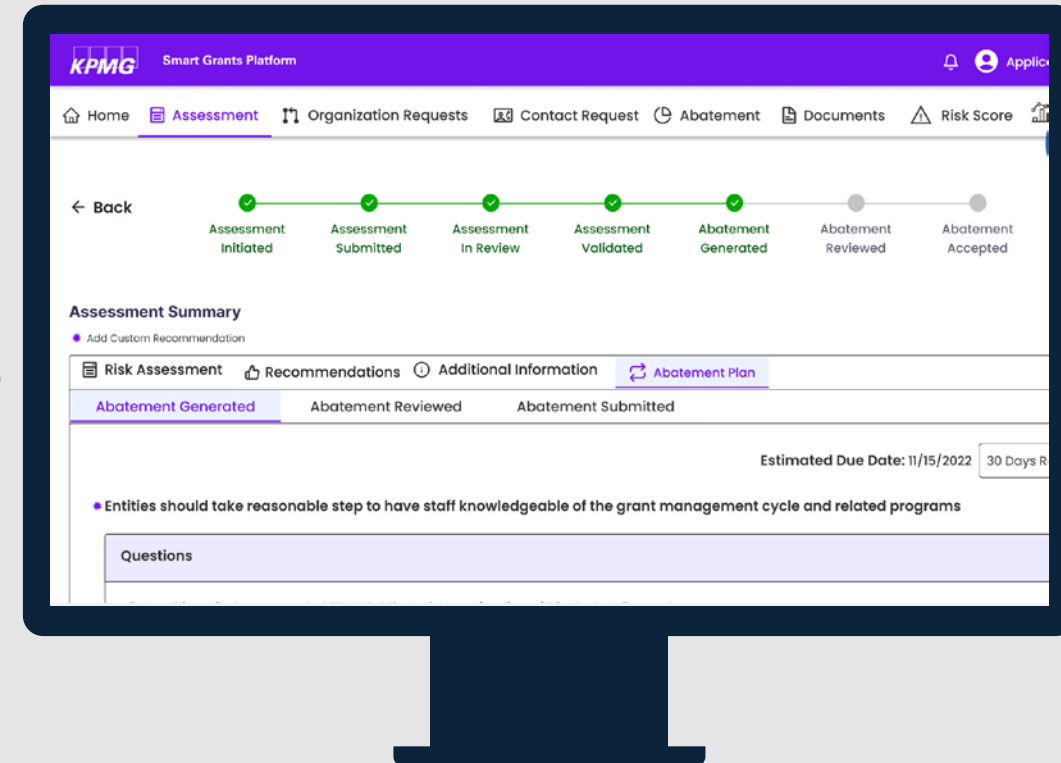 KPMG Smart Grants Platform
Home Assessment Organization Requests Contact Request Abatement Documents Risk Score
← Back
Assessment Initiated
Assessment Submitted
Assessment In Review
Assessment Validated
Abatement Generated
Abatement Reviewed
Abatement Accepted
Assessment Summary
Add Custom Recommendation
Risk Assessment Recommendations Additional Information Abatement Plan
Abatement Generated Abatement Reviewed Abatement Submitted
Estimated Due Date: 11/15/2022 30 Days
Entities should take reasonable step to have staff knowledgeable of the grant management cycle and related programs
Questions